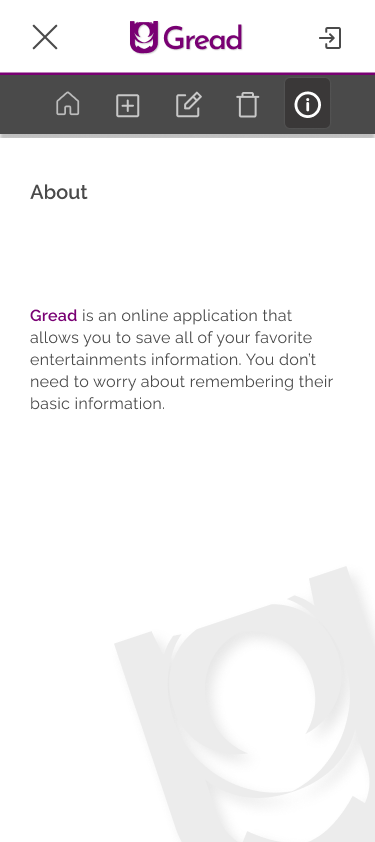 Gread
About
Gread is an online application that
allows you to save all of your favorite
entertainments information. You don't
need to worry about remembering their
basic information.